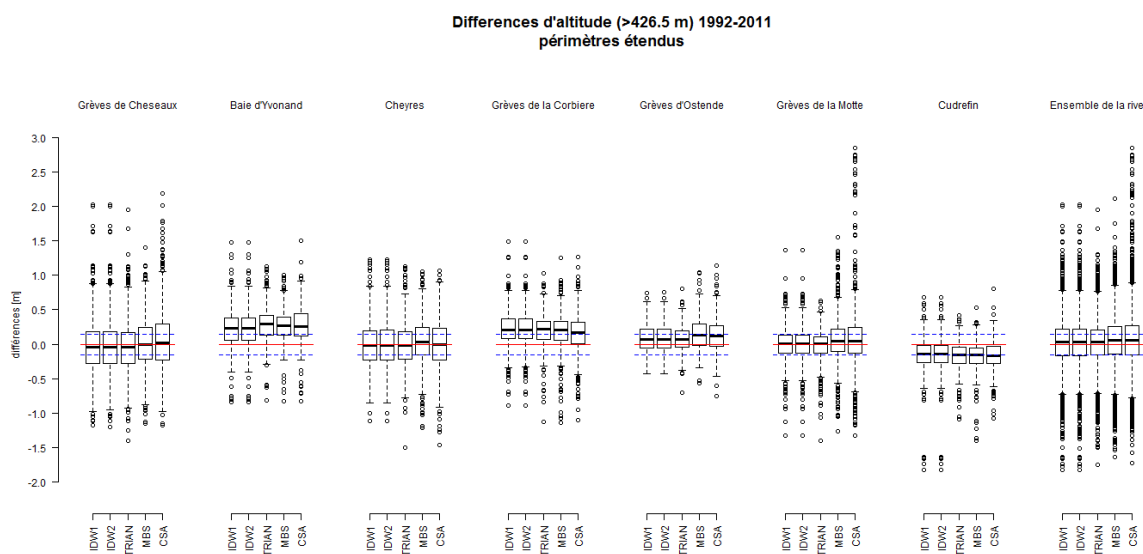 Differences d'altitude (>426.5 m) 1992-2011
périmètres étendus
Grèves de Cheseaux Baie d'Yvonand Cheyres Grèves de la Corbiere Grèves d'Ostende Grèves de la Motte Cudrefin Ensemble de la rive
différences [m]
3.0
2.5
2.0
1.5
1.0
0.5
0.0
-0.5
-1.0
-1.5
-2.0
IDW1 IDW2 TRIAN MBS CSA IDW1 IDW2 TRIAN MBS CSA IDW1 IDW2 TRIAN MBS CSA IDW1 IDW2 TRIAN MBS CSA IDW1 IDW2 TRIAN MBS CSA IDW1 IDW2 TRIAN MBS CSA IDW1 IDW2 TRIAN MBS CSA IDW1 IDW2 TRIAN MBS CSA